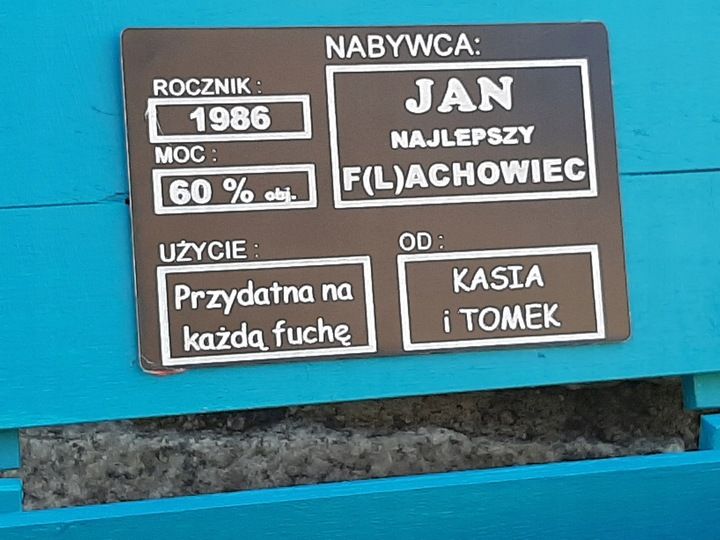 ROCZNIK :
1986
MOC :
60 % obj.
NABYWCA:
JAN
NAJLEPSZY
F(L)ACHOWIEC
UŻYCIE :
Przydatna na
każdą fuchę
OD :
KASIA
i TOMEK